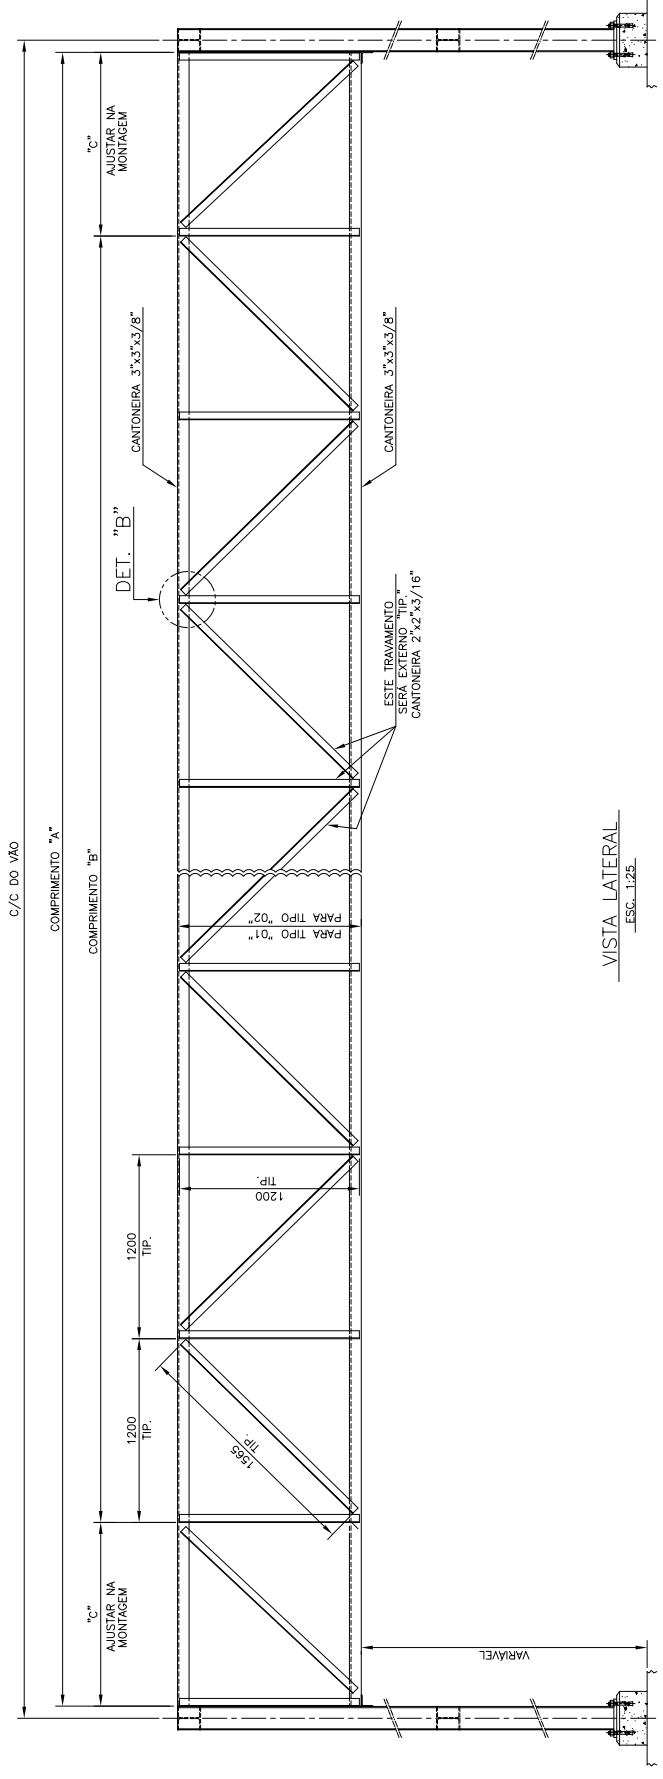 C/C DO VÃO
COMPRIMENTO "A"
COMPRIMENTO "B"
"C"
AJUSTAR NA
MONTAGEM
1200
TIP.
1200
TIP.
DET. "B"
CANTONEIRA 3"x3"x3/8"
"C"
AJUSTAR NA
MONTAGEM
1565
TIP.
1200
TIP.
PARA TIPO "01"
PARA TIPO "02"
ESTE TRAVAMENTO
SERÁ EXTERNO "TIP."
CANTONEIRA 2"x2"x3/16"
CANTONEIRA 3"x3"x3/8"
VARIÁVEL
VISTA LATERAL
ESC. 1:25